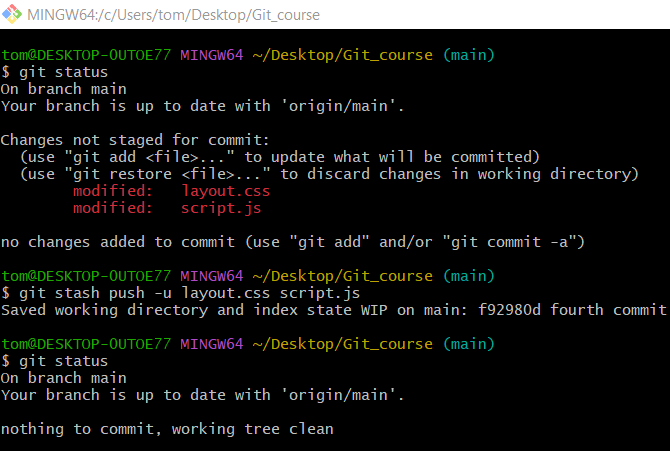 MINGW64:/c/Users/tom/Desktop/Git_course
tom@DESKTOP-OUTOE77 MINGW64 ~/Desktop/Git_course (main)
$ git status
On branch main
Your branch is up to date with 'origin/main'.
Changes not staged for commit:
  (use "git add <file>..." to update what will be committed)
  (use "git restore <file>..." to discard changes in working directory)
        modified:   layout.css
        modified:   script.js
no changes added to commit (use "git add" and/or "git commit -a")
tom@DESKTOP-OUTOE77 MINGW64 ~/Desktop/Git_course (main)
$ git stash push -u layout.css script.js
Saved working directory and index state WIP on main: f92980d fourth commit
tom@DESKTOP-OUTOE77 MINGW64 ~/Desktop/Git_course (main)
$ git status
On branch main
Your branch is up to date with 'origin/main'.
nothing to commit, working tree clean